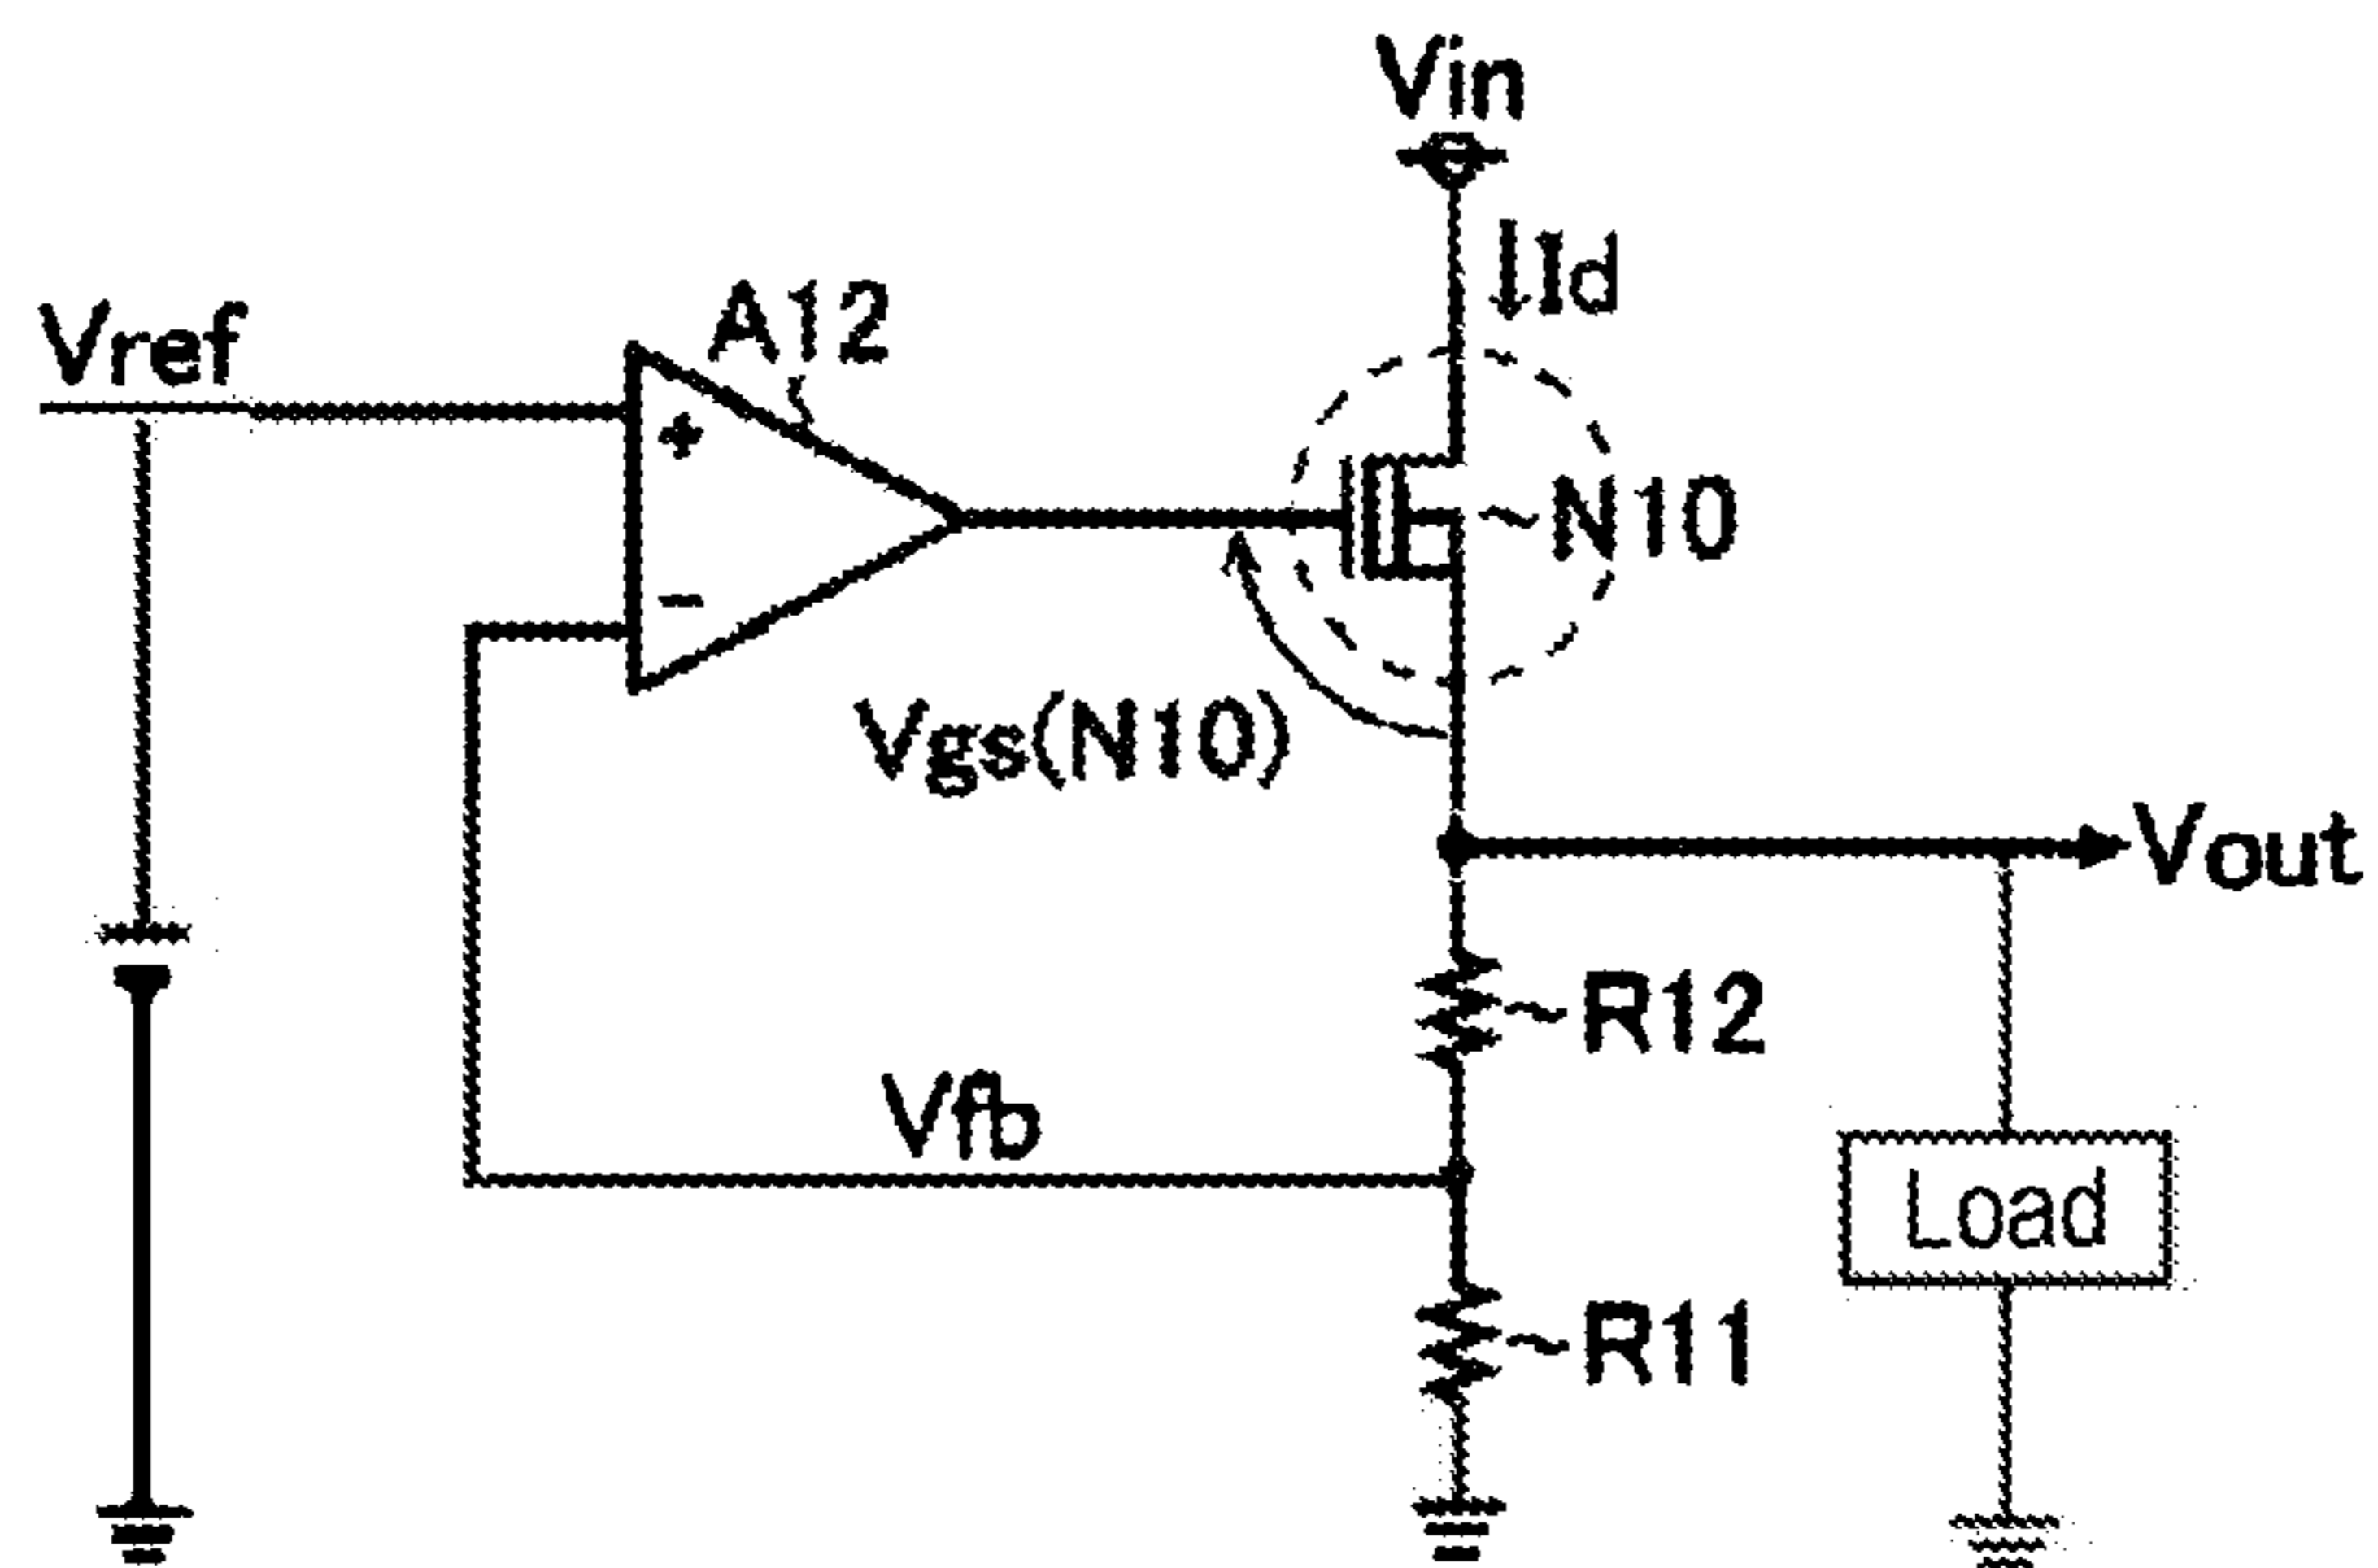 Vin
Id
A12
Vref
+
N10
-
Vgs(N10)
Vout
R12
Vfb
Load
R11